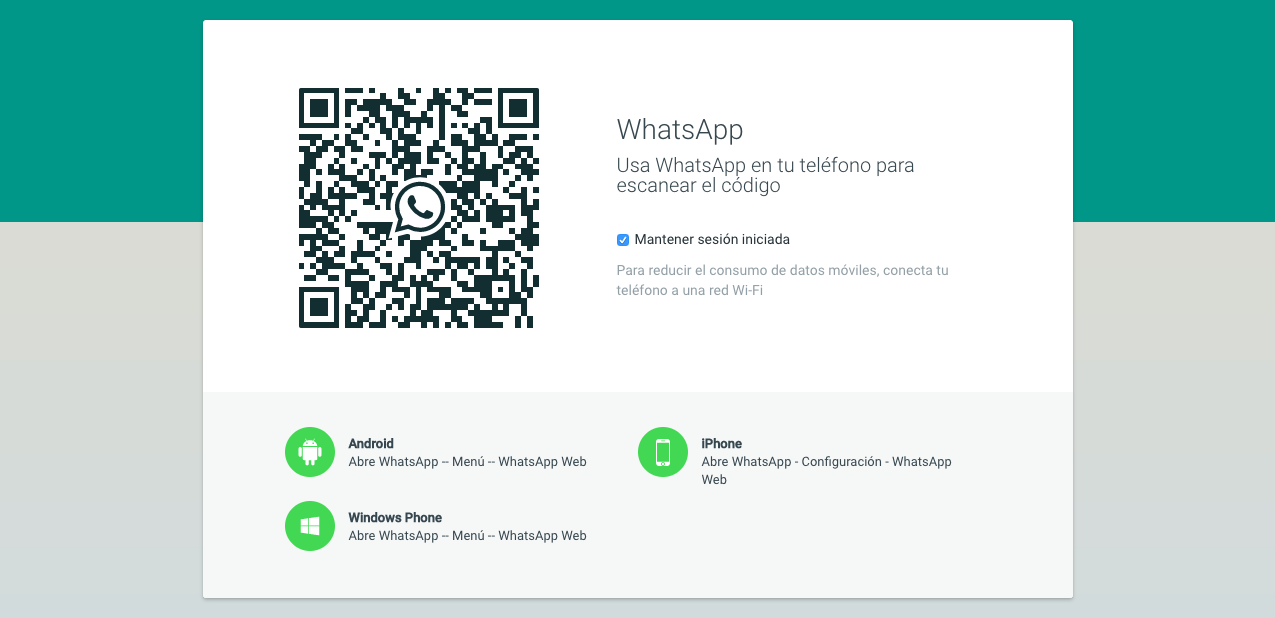 WhatsApp
Usa WhatsApp en tu teléfono para
escanear el código
Mantener sesión iniciada
Para reducir el consumo de datos móviles, conecta tu
teléfono a una red Wi-Fi
Android
Abre WhatsApp -- Menú -- WhatsApp Web
iPhone
Abre WhatsApp - Configuración - WhatsApp
Web
Windows Phone
Abre WhatsApp -- Menú -- WhatsApp Web